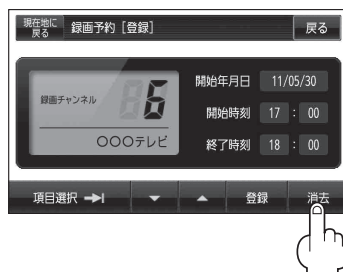 現在地に戻る 録画予約［登録］ 戻る
録画チャンネル 6
○○○テレビ
開始年月日 11/05/30
開始時刻 17 : 00
終了時刻 18 : 00
項目選択 ▼ ▲ 登録 消去